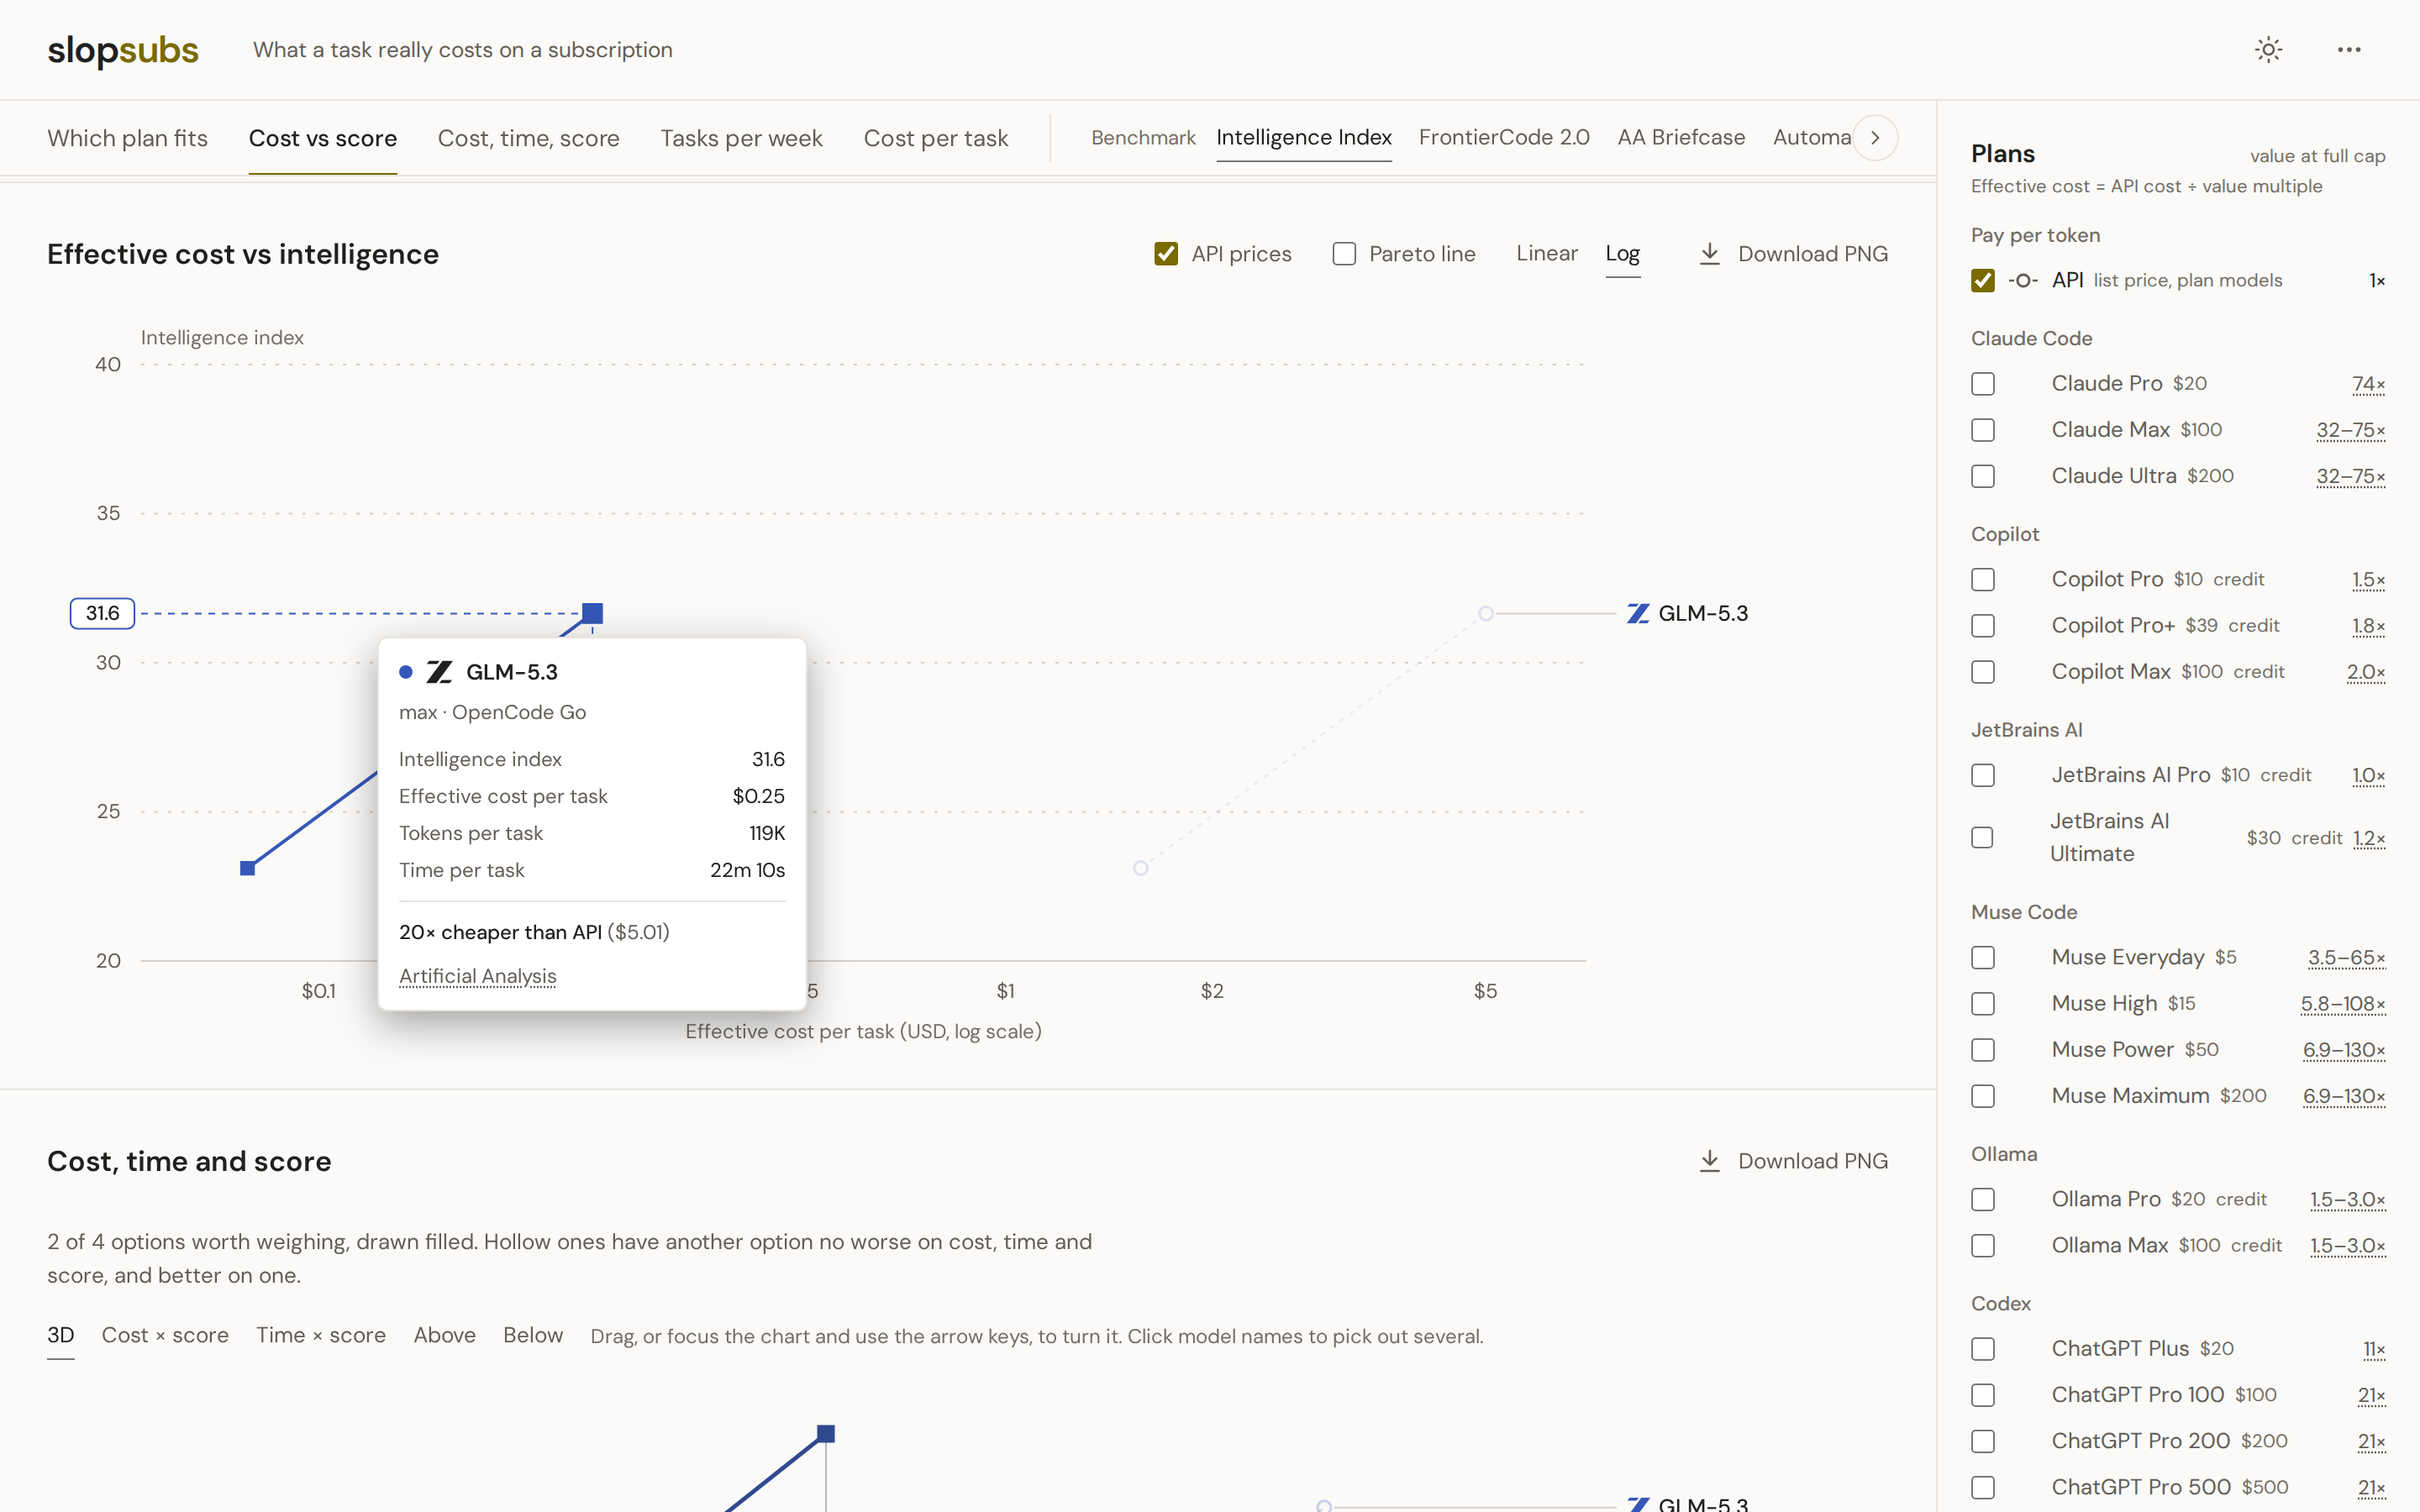 slopsubs
What a task really costs on a subscription
Which plan fits
Cost vs score
Cost, time, score
Tasks per week
Cost per task
Benchmark
Intelligence Index
FrontierCode 2.0
AA Briefcase
Automa
Effective cost vs intelligence
API prices
Pareto line
Linear
Log
Download PNG
Intelligence index
40
35
31.6
30
25
20
GLM-5.3
GLM-5.3
max · OpenCode Go
Intelligence index 31.6
Effective cost per task $0.25
Tokens per task 119K
Time per task 22m 10s
20× cheaper than API ($5.01)
Artificial Analysis
$0.1
5
$1
$2
$5
Effective cost per task (USD, log scale)
Cost, time and score
Download PNG
2 of 4 options worth weighing, drawn filled. Hollow ones have another option no worse on cost, time and
score, and better on one.
3D
Cost × score
Time × score
Above
Below
Drag, or focus the chart and use the arrow keys, to turn it. Click model names to pick out several.
GLM-5.3
Plans value at full cap
Effective cost = API cost ÷ value multiple
Pay per token
API list price, plan models 1×
Claude Code
Claude Pro $20 74×
Claude Max $100 32–75×
Claude Ultra $200 32–75×
Copilot
Copilot Pro $10 credit 1.5×
Copilot Pro+ $39 credit 1.8×
Copilot Max $100 credit 2.0×
JetBrains AI
JetBrains AI Pro $10 credit 1.0×
JetBrains AI
Ultimate $30 credit 1.2×
Muse Code
Muse Everyday $5 3.5–65×
Muse High $15 5.8–108×
Muse Power $50 6.9–130×
Muse Maximum $200 6.9–130×
Ollama
Ollama Pro $20 credit 1.5–3.0×
Ollama Max $100 credit 1.5–3.0×
Codex
ChatGPT Plus $20 11×
ChatGPT Pro 100 $100 21×
ChatGPT Pro 200 $200 21×
ChatGPT Pro 500 $500 21×